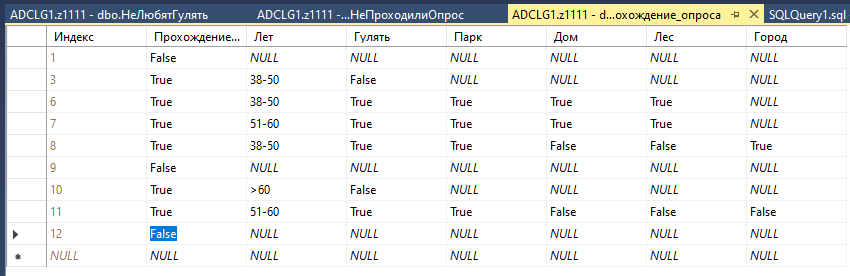 ADCLG1.z1111 - dbo.НеЛюбятГулять ADCLG1.z1111 -...НеПроходилиОпрос ADCLG1.z1111 - d...охождение_опроса SQLQuery1.sql
Индекс Прохождение... Лет Гулять Парк Дом Лес Город
1 False NULL NULL NULL NULL NULL NULL
3 True 38-50 False NULL NULL NULL NULL
6 True 38-50 True True True True NULL
7 True 51-60 True True True True NULL
8 True 38-50 True True False False True
9 False NULL NULL NULL NULL NULL NULL
10 True >60 False NULL NULL NULL NULL
11 True 51-60 True True False False False
12 False NULL NULL NULL NULL NULL NULL
NULL NULL NULL NULL NULL NULL NULL NULL